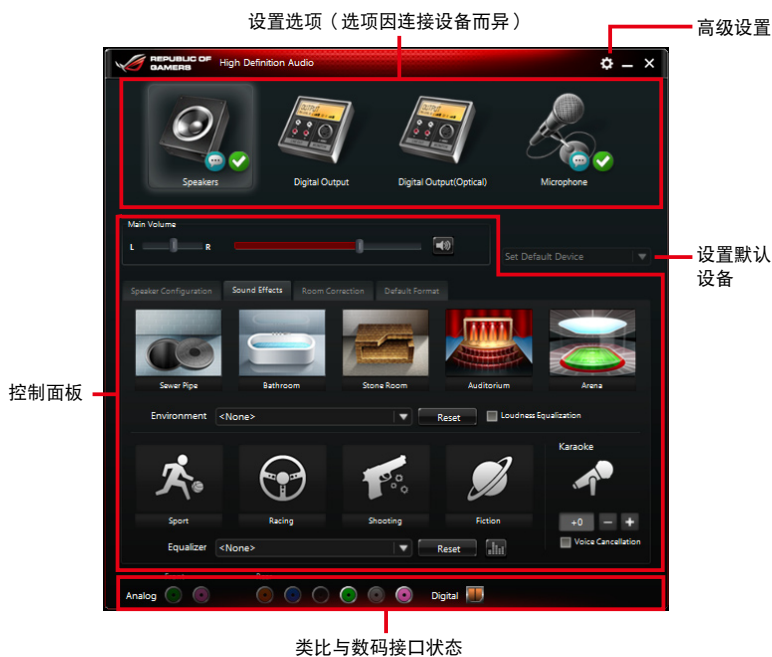 设置选项（选项因连接设备而异）
高级设置
REPUBLIC OF
GAMERS
High Definition Audio
Speakers
Digital Output
Digital Output(Optical)
Microphone
Main Volume
L R
Set Default Device
设置默认
设备
Speaker Configuration Sound Effects Room Correction Default Format
Sewer Pipe Bathroom Stone Room Auditorium Arena
控制面板
Environment <None> Reset Loudness Equalization
Karaoke
Sport Racing Shooting Fiction
+0
Equalizer <None> Reset Voice Cancellation
Analog Digital
类比与数码接口状态